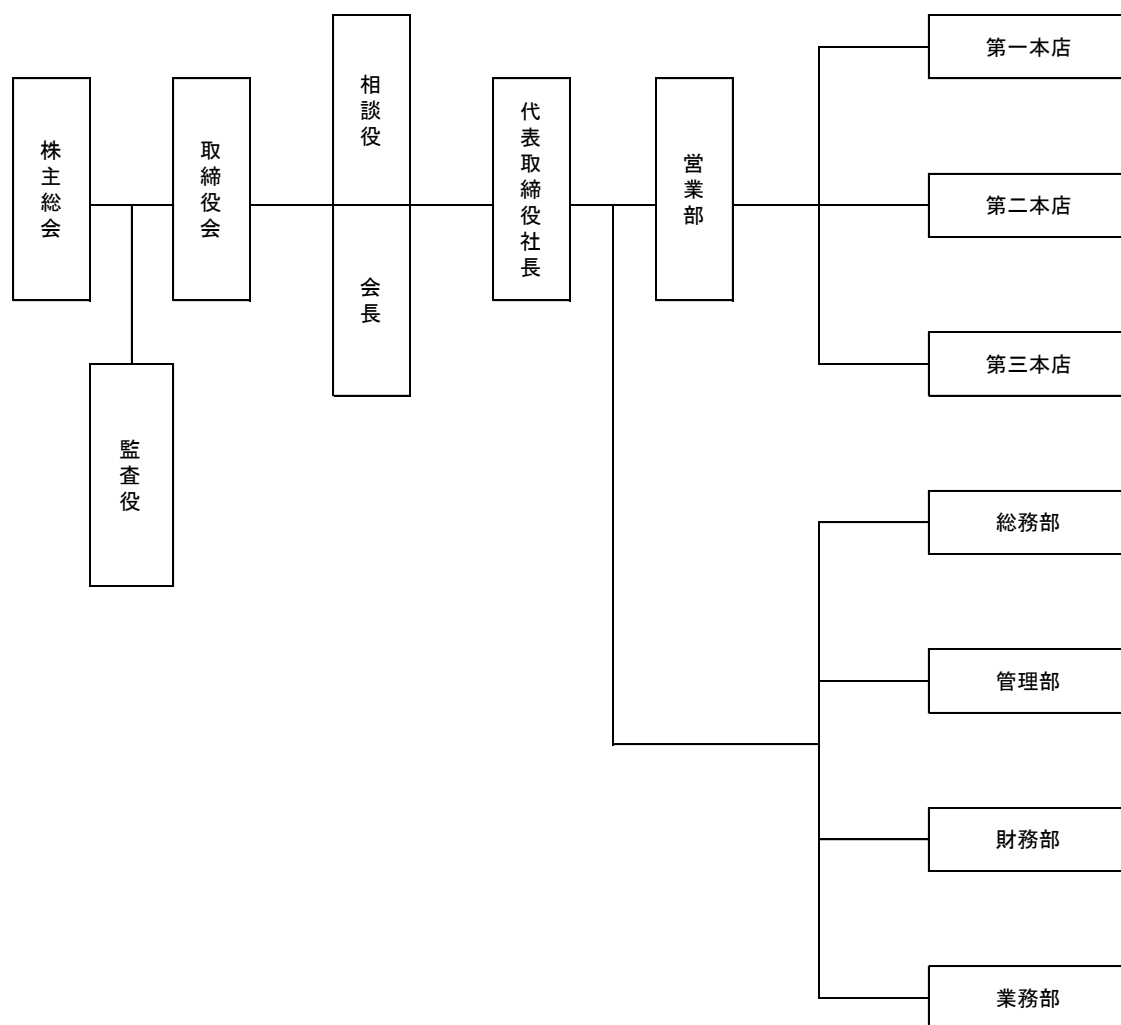 株主総会
監査役
取締役会
相談役
会長
代表取締役社長
営業部
第一本店
第二本店
第三本店
総務部
管理部
財務部
業務部